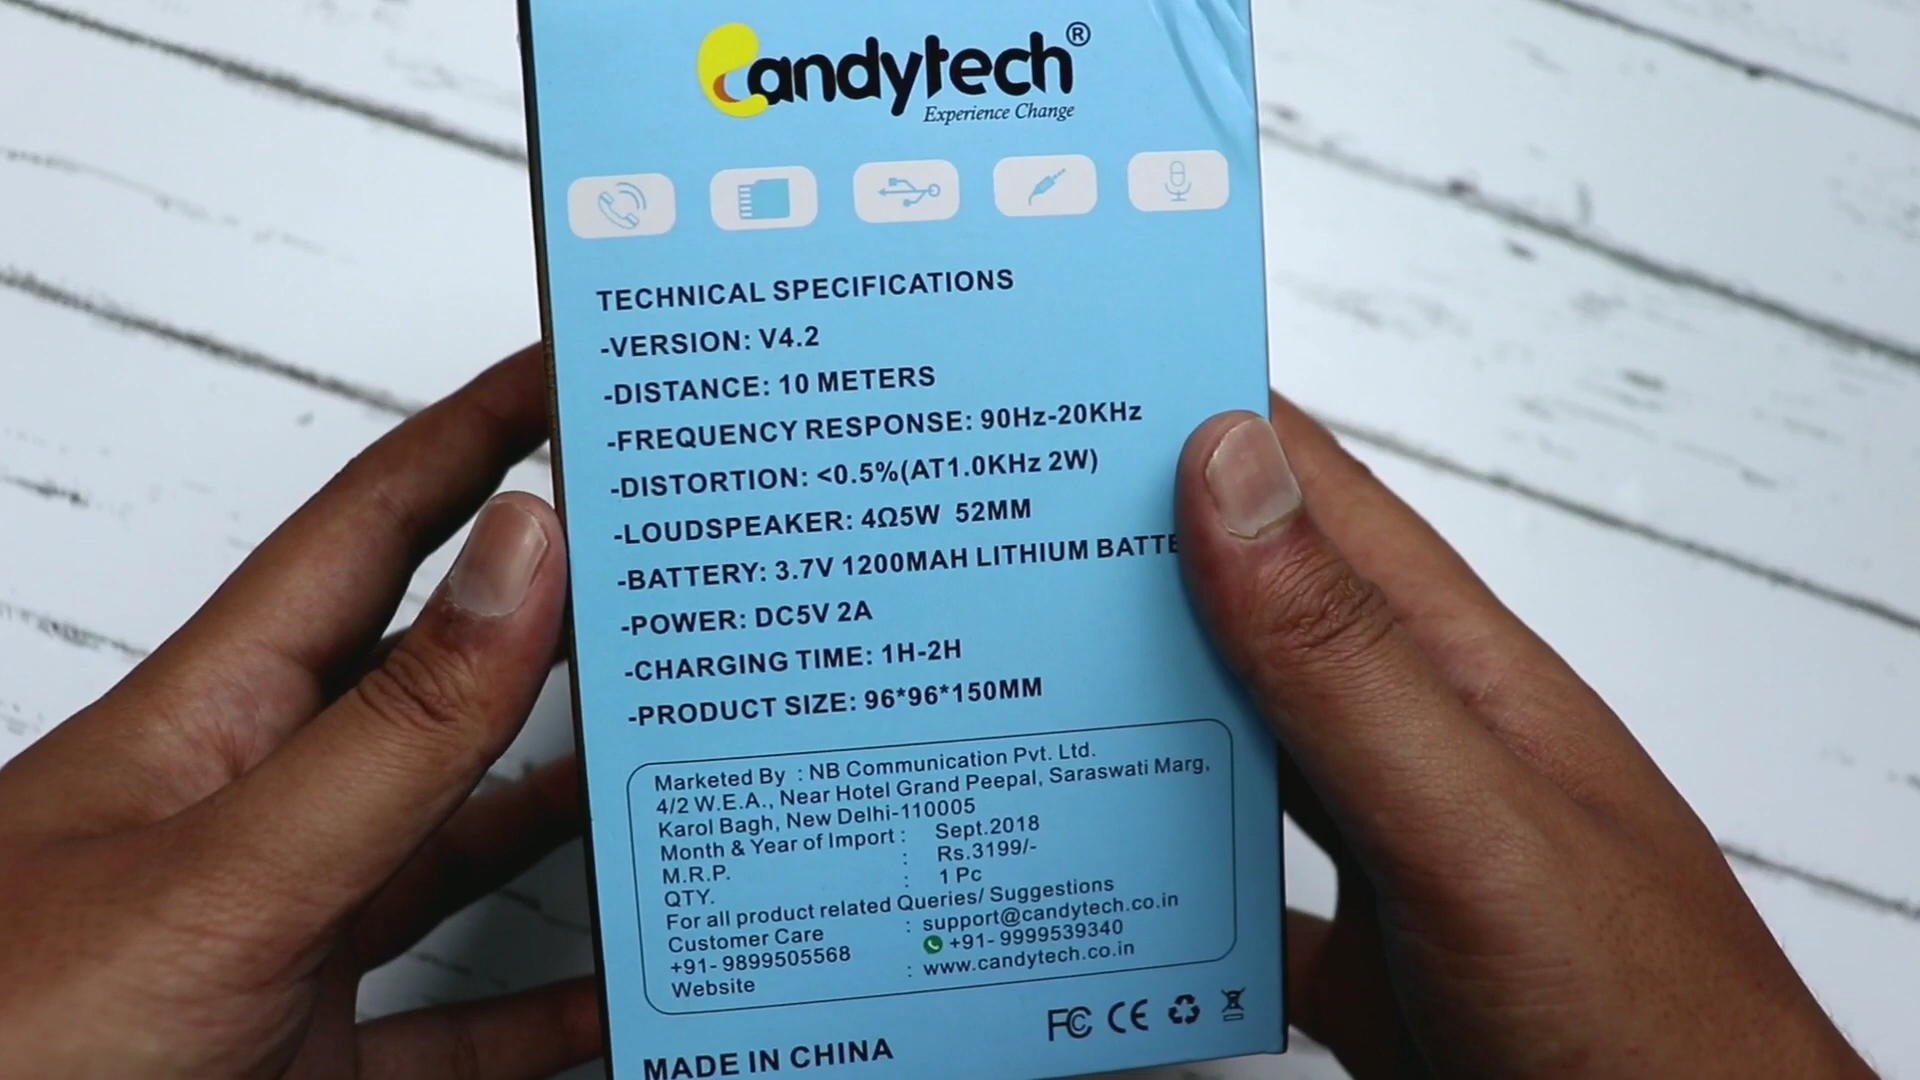 Candytech®
Experience Change
TECHNICAL SPECIFICATIONS
-VERSION: V4.2
-DISTANCE: 10 METERS
-FREQUENCY RESPONSE: 90Hz-20KHz
-DISTORTION: <0.5%(AT1.0KHz 2W)
-LOUDSPEAKER: 4Ω5W 52MM
-BATTERY: 3.7V 1200MAH LITHIUM BATTE
-POWER: DC5V 2A
-CHARGING TIME: 1H-2H
-PRODUCT SIZE: 96*96*150MM
Marketed By : NB Communication Pvt. Ltd.
4/2 W.E.A., Near Hotel Grand Peepal, Saraswati Marg,
Karol Bagh, New Delhi-110005
Month & Year of Import : Sept.2018
M.R.P. : Rs.3199/-
QTY. : 1 Pc
For all product related Queries/ Suggestions
Customer Care : support@candytech.co.in
+91- 9899505568 +91- 9999539340
Website : www.candytech.co.in
FC CE
MADE IN CHINA